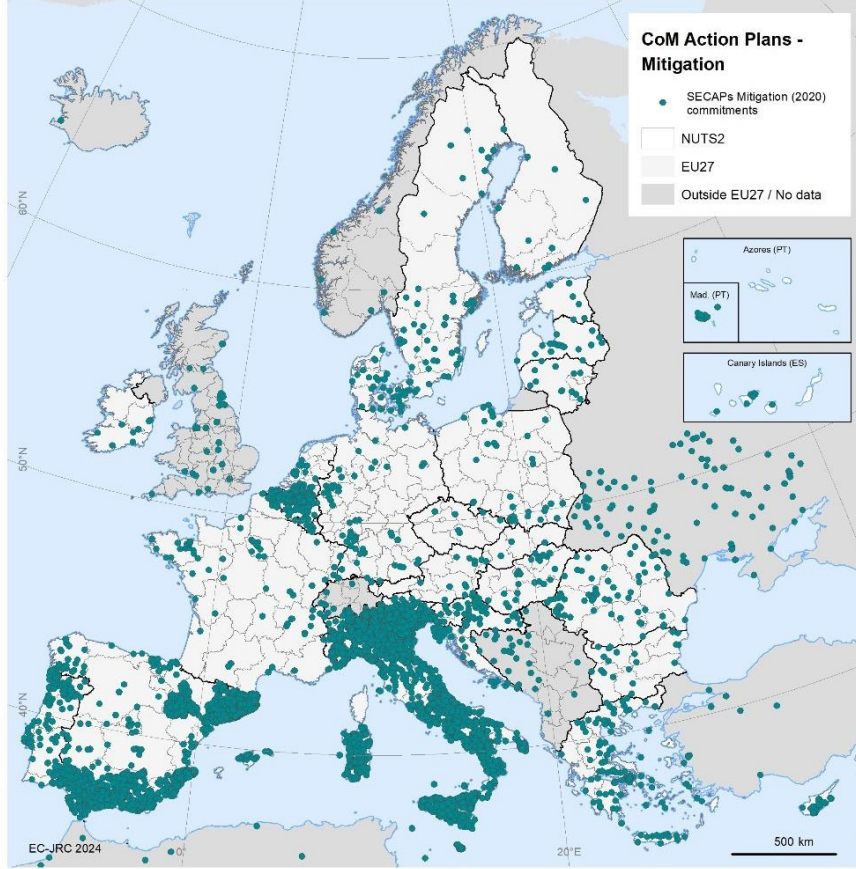 CoM Action Plans -
Mitigation
SECAPs Mitigation (2020)
commitments
NUTS2
EU27
Outside EU27 / No data
60°N
Azores (PT)
Mad. (PT)
Canary Islands (ES)
50°N
40°N
EC-JRC 2024
0°
20°E
500 km